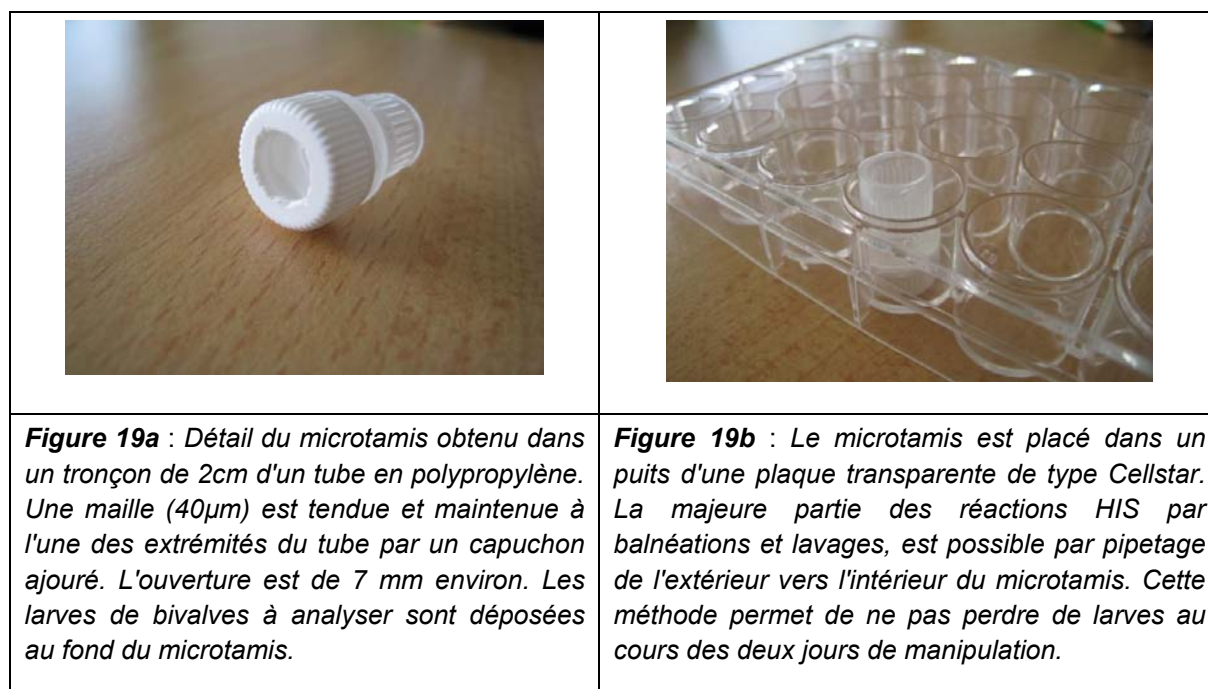 Figure 19a : Détail du microtamis obtenu dans
un tronçon de 2cm d'un tube en polypropylène.
Une maille (40µm) est tendue et maintenue à
l'une des extrémités du tube par un capuchon
ajouré. L'ouverture est de 7 mm environ. Les
larves de bivalves à analyser sont déposées
au fond du microtamis.
Figure 19b : Le microtamis est placé dans un
puits d'une plaque transparente de type Cellstar.
La majeure partie des réactions HIS par
balnéations et lavages, est possible par pipetage
de l'extérieur vers l'intérieur du microtamis. Cette
méthode permet de ne pas perdre de larves au
cours des deux jours de manipulation.